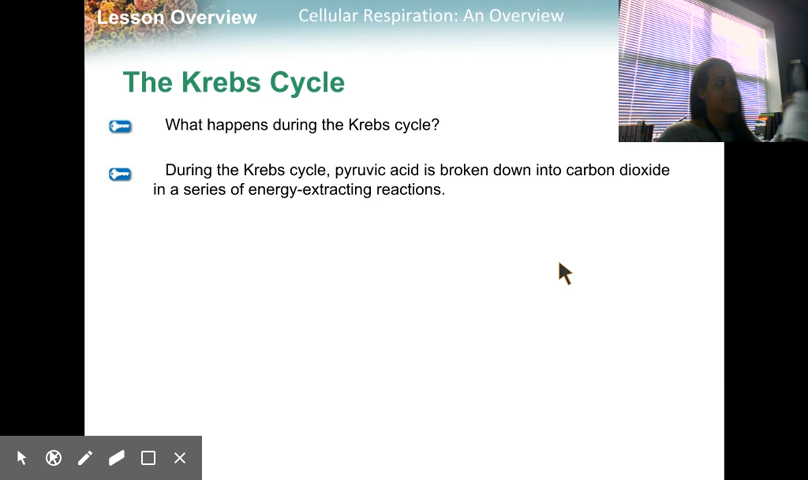 Lesson Overview
Cellular Respiration: An Overview
The Krebs Cycle
What happens during the Krebs cycle?
During the Krebs cycle, pyruvic acid is broken down into carbon dioxide
in a series of energy-extracting reactions.